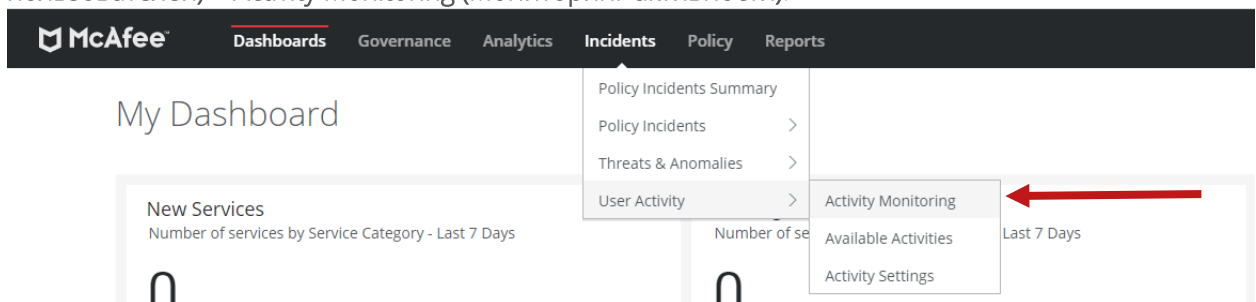 McAfee Dashboards Governance Analytics Incidents Policy Reports
Policy Incidents Summary
My Dashboard
Policy Incidents
Threats & Anomalies
User Activity
Activity Monitoring
Available Activities
Activity Settings
New Services
Number of services by Service Category - Last 7 Days
0
Number of se
Last 7 Days
0